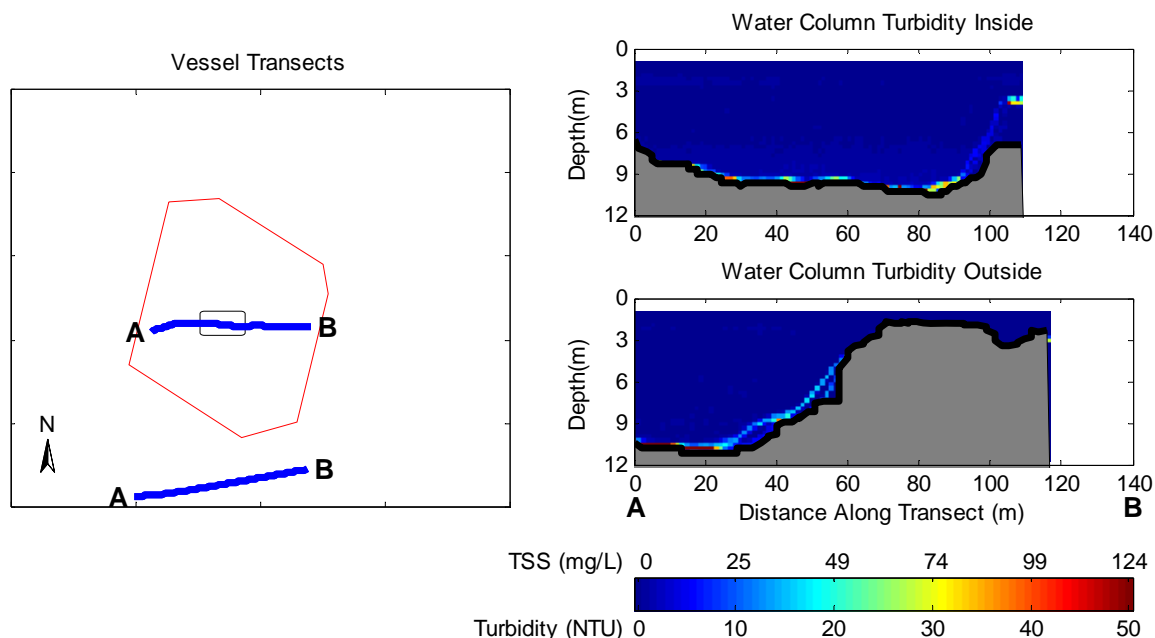 Vessel Transects
A
B
N
A
B
Water Column Turbidity Inside
Depth(m)
0
3
6
9
12
0 20 40 60 80 100 120 140
Water Column Turbidity Outside
Depth(m)
0
3
6
9
12
0 20 40 60 80 100 120 140
A Distance Along Transect (m) B
TSS (mg/L) 0 25 49 74 99 124
Turbidity (NTU) 0 10 20 30 40 50